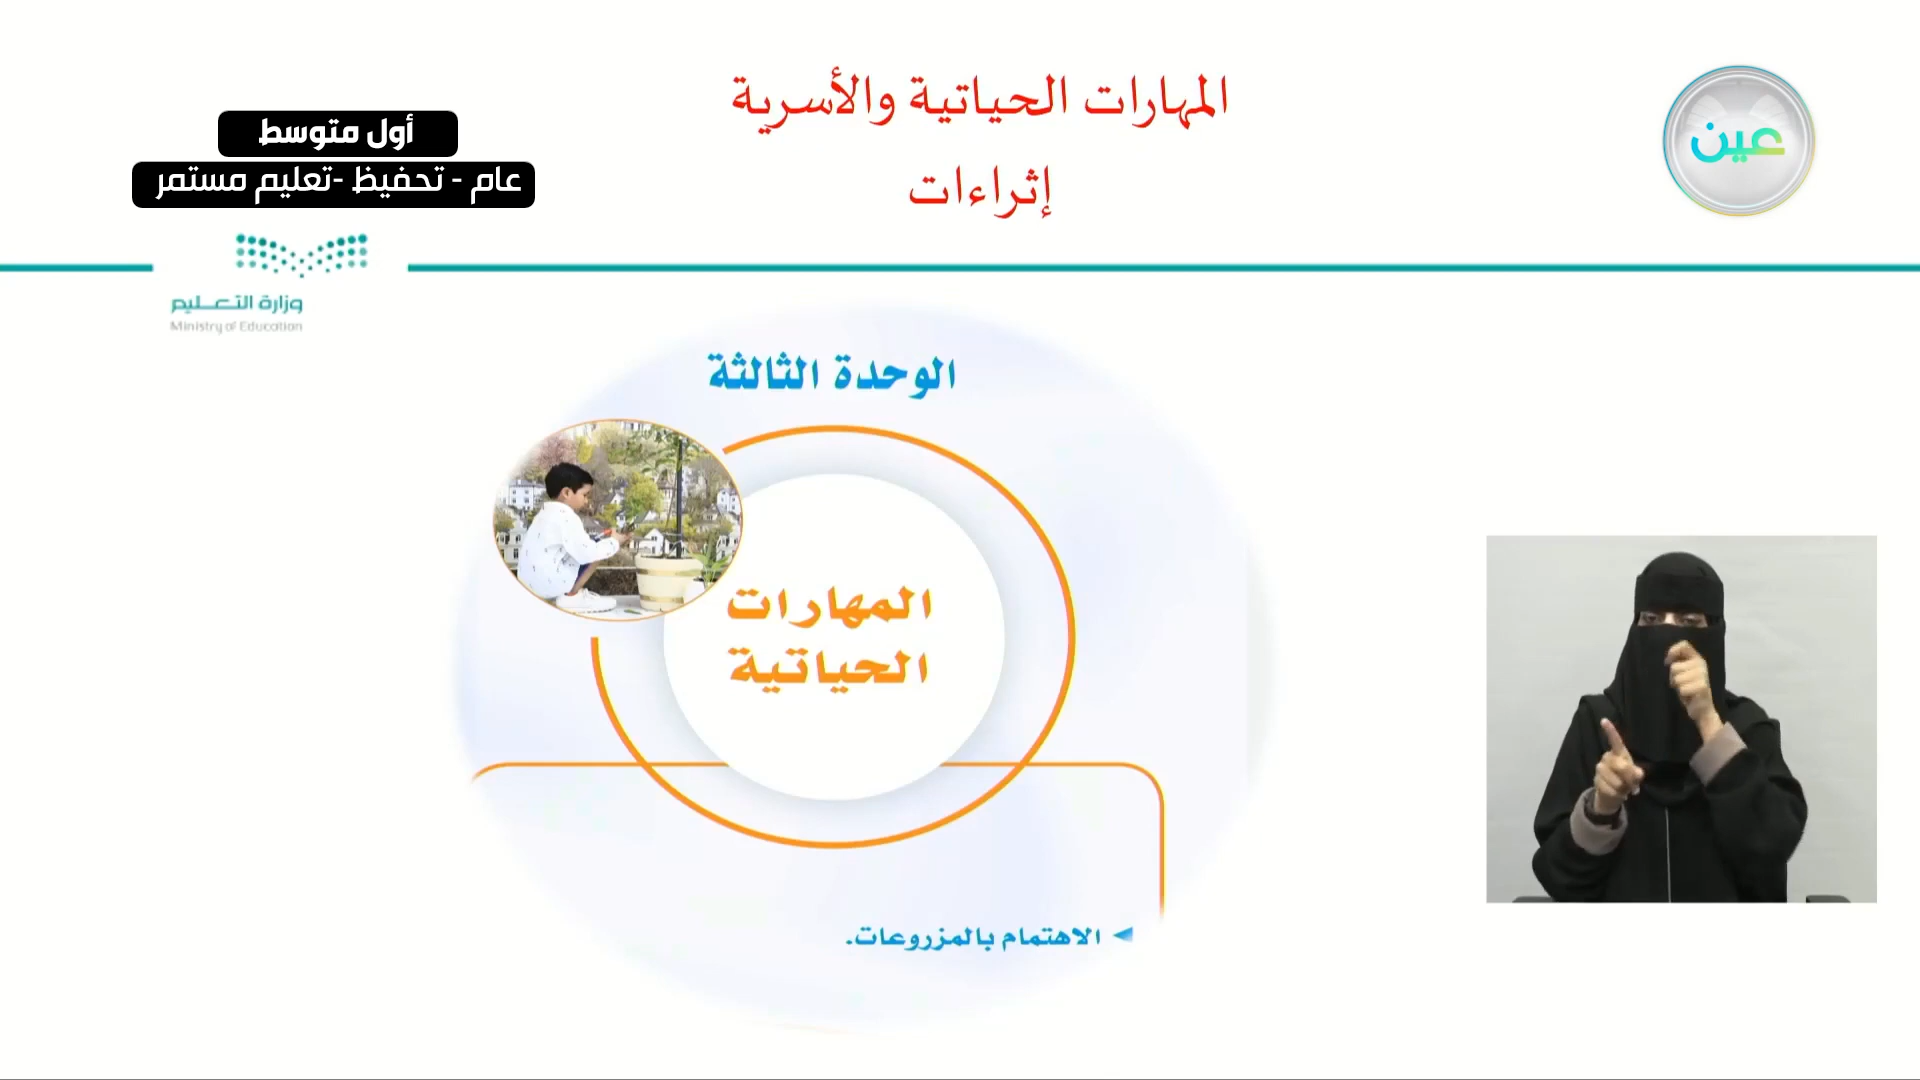 المهارات الحياتية والأسرية
إثراءات
عين
أول متوسط
عام - تحفيظ -تعليم مستمر
وزارة التعـــليم
Ministry of Education
الوحدة الثالثة
المهارات
الحياتية
الاهتمام بالمزروعات.